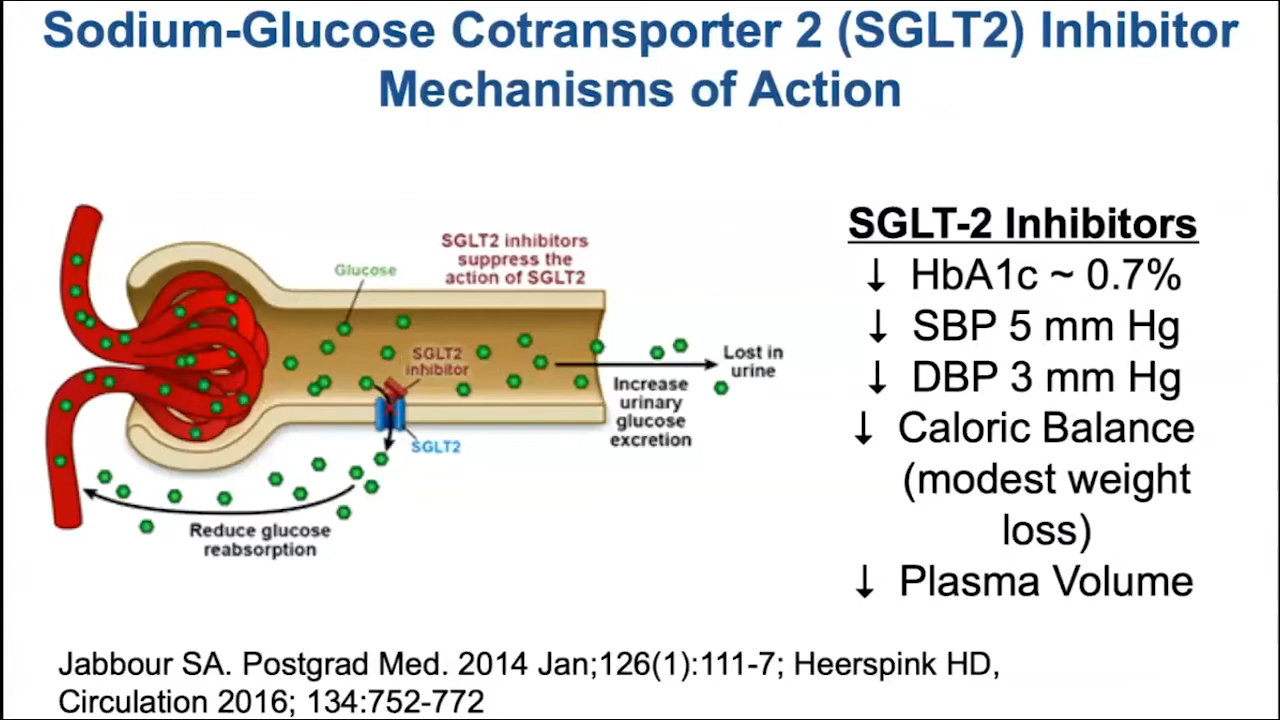 Sodium-Glucose Cotransporter 2 (SGLT2) Inhibitor
Mechanisms of Action
SGLT2 inhibitors
suppress the
action of SGLT2
Glucose
SGLT2
inhibitor
Lost in
urine
Increase
urinary
glucose
excretion
SGLT2
Reduce glucose
reabsorption
SGLT-2 Inhibitors
↓ HbA1c ~ 0.7%
↓ SBP 5 mm Hg
↓ DBP 3 mm Hg
↓ Caloric Balance
(modest weight
loss)
↓ Plasma Volume
Jabbour SA. Postgrad Med. 2014 Jan;126(1):111-7; Heerspink HD,
Circulation 2016; 134:752-772